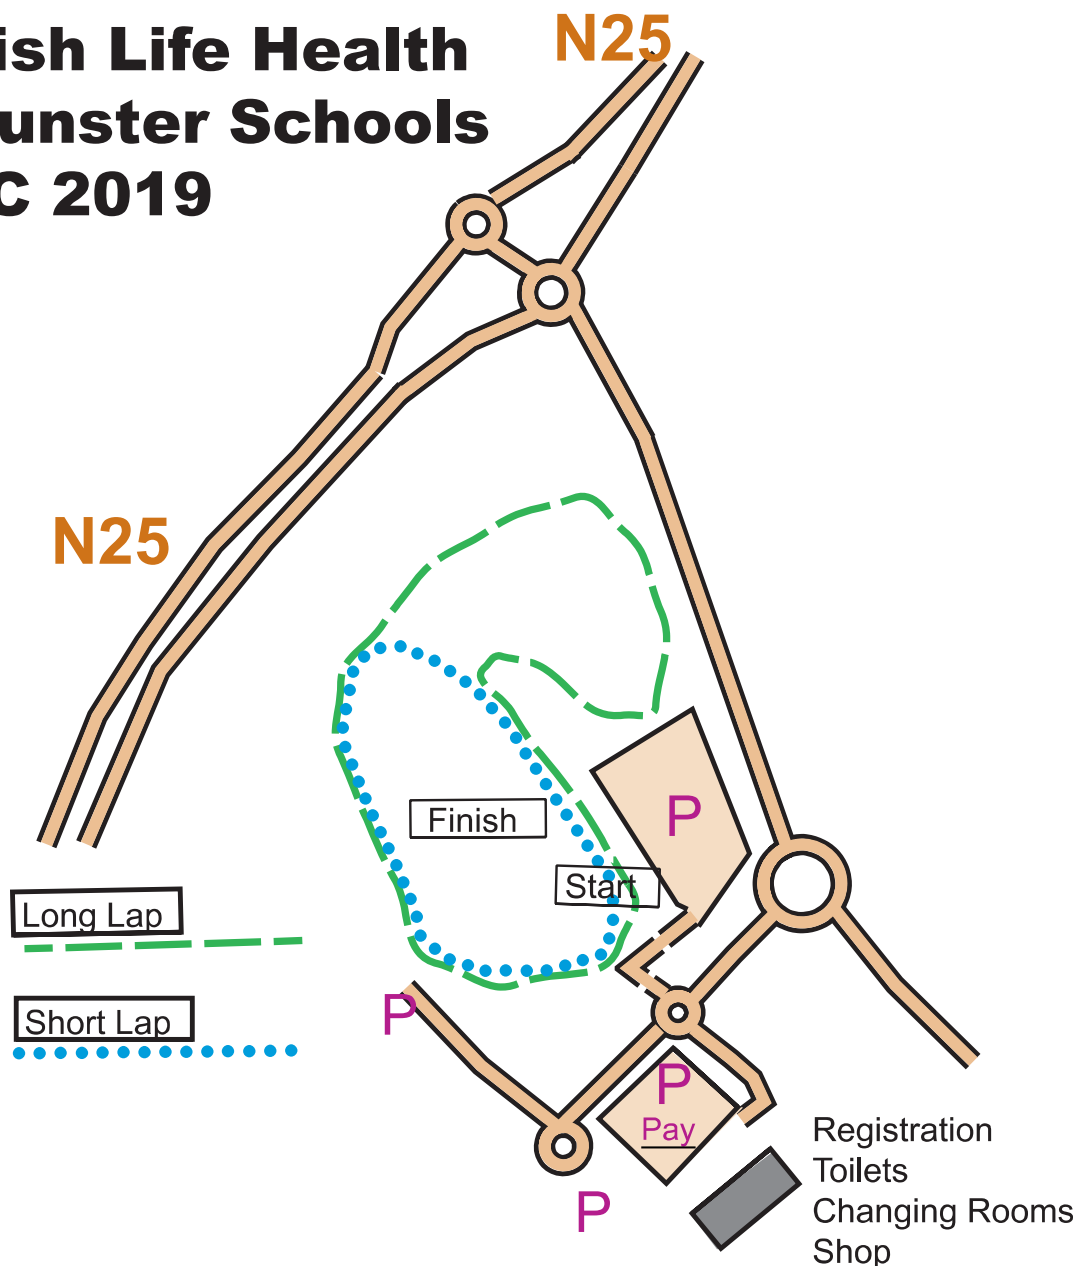 ish Life Health
unster Schools
C 2019
N25
N25
Finish
P
Start
Long Lap
Short Lap
P
P
Pay
P
Registration
Toilets
Changing Rooms
Shop